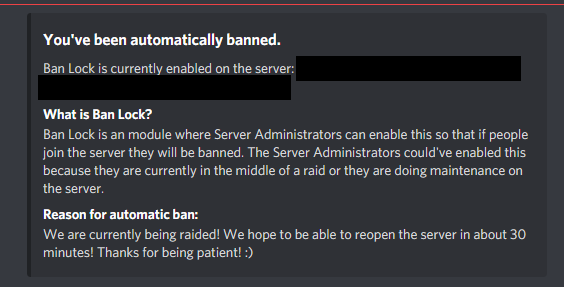 You've been automatically banned.
Ban Lock is currently enabled on the server:
What is Ban Lock?
Ban Lock is an module where Server Administrators can enable this so that if people
join the server they will be banned. The Server Administrators could've enabled this
because they are currently in the middle of a raid or they are doing maintenance on
the server.
Reason for automatic ban:
We are currently being raided! We hope to be able to reopen the server in about 30
minutes! Thanks for being patient! :)